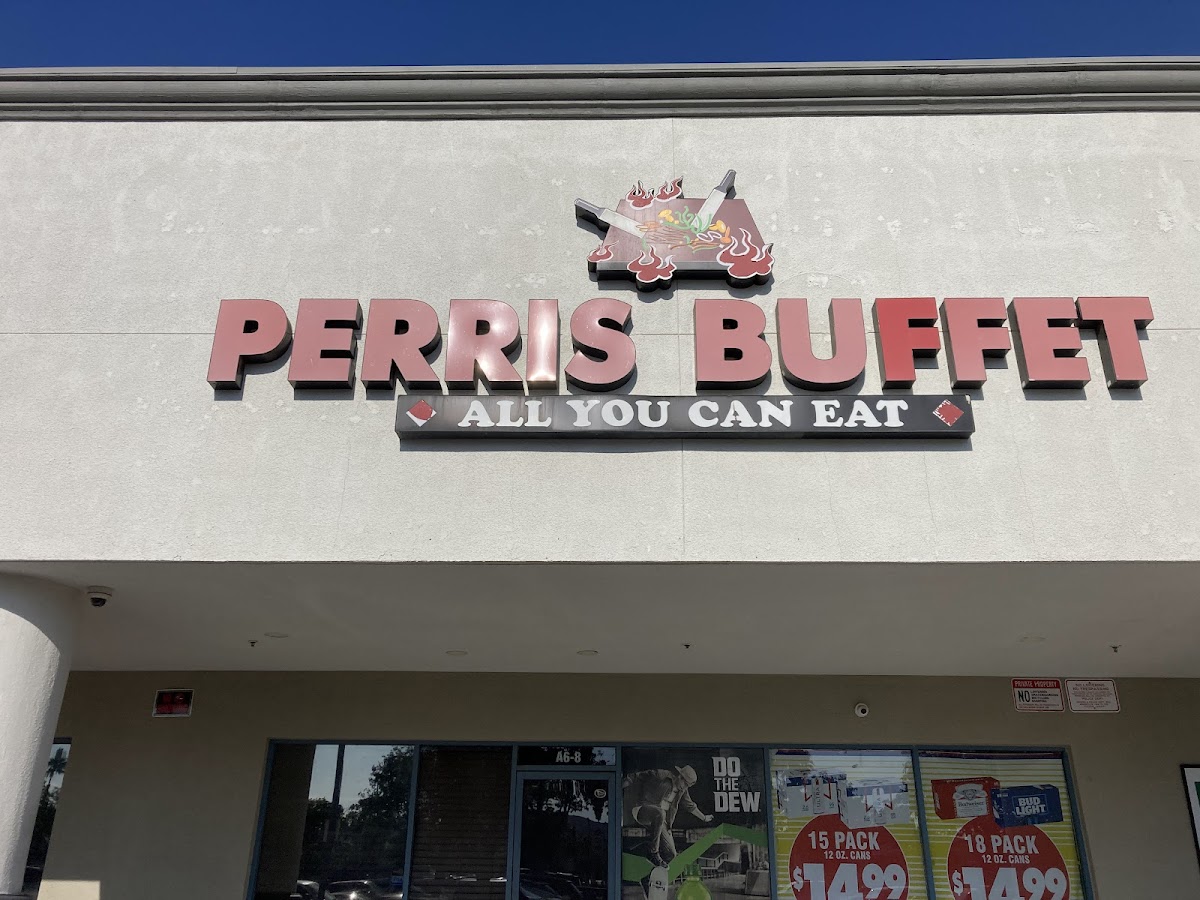 PERRIS BUFFET
ALL YOU CAN EAT
PRIVATE PROPERTY
NO
A6-8
DO
THE
DEW
15 PACK
12 OZ. CANS
$14.99
Budweiser
BUD
LIGHT
18 PACK
12 OZ. CANS
$14.99